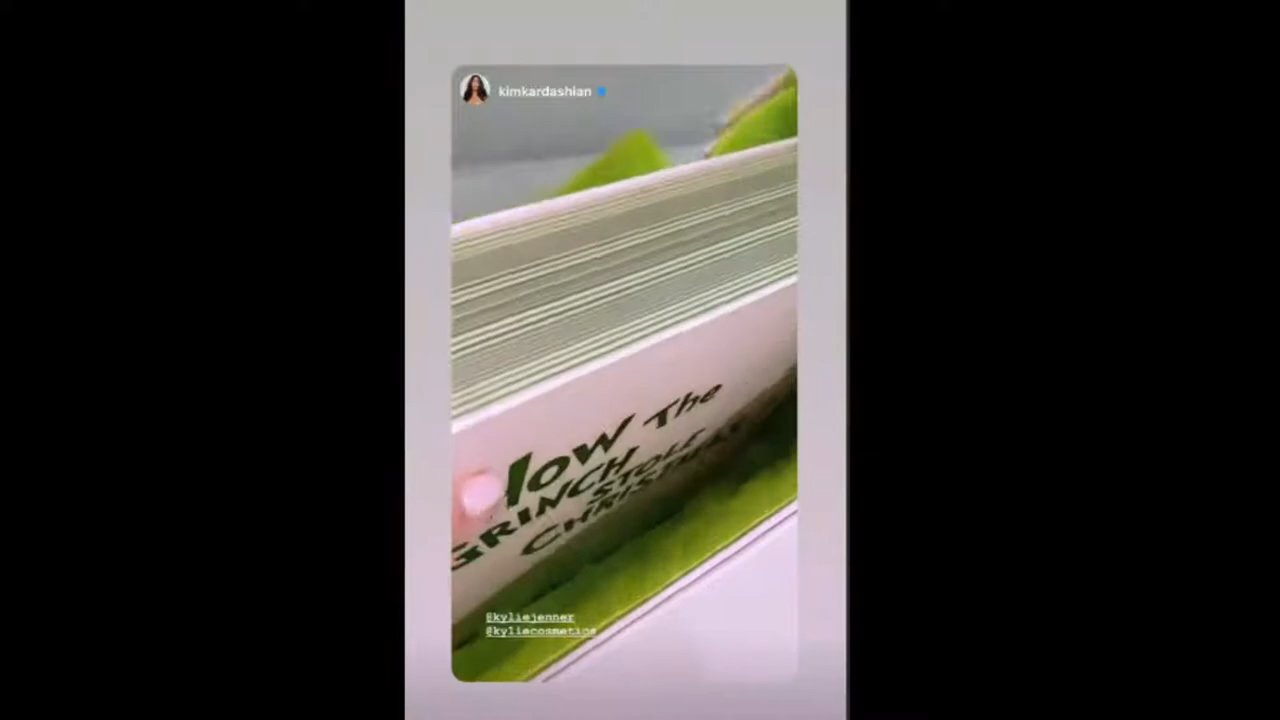 kimkardashian
How The
GRINCH
STOLE
CHRISTMAS
@kyliejenner
@kyliecosmetics